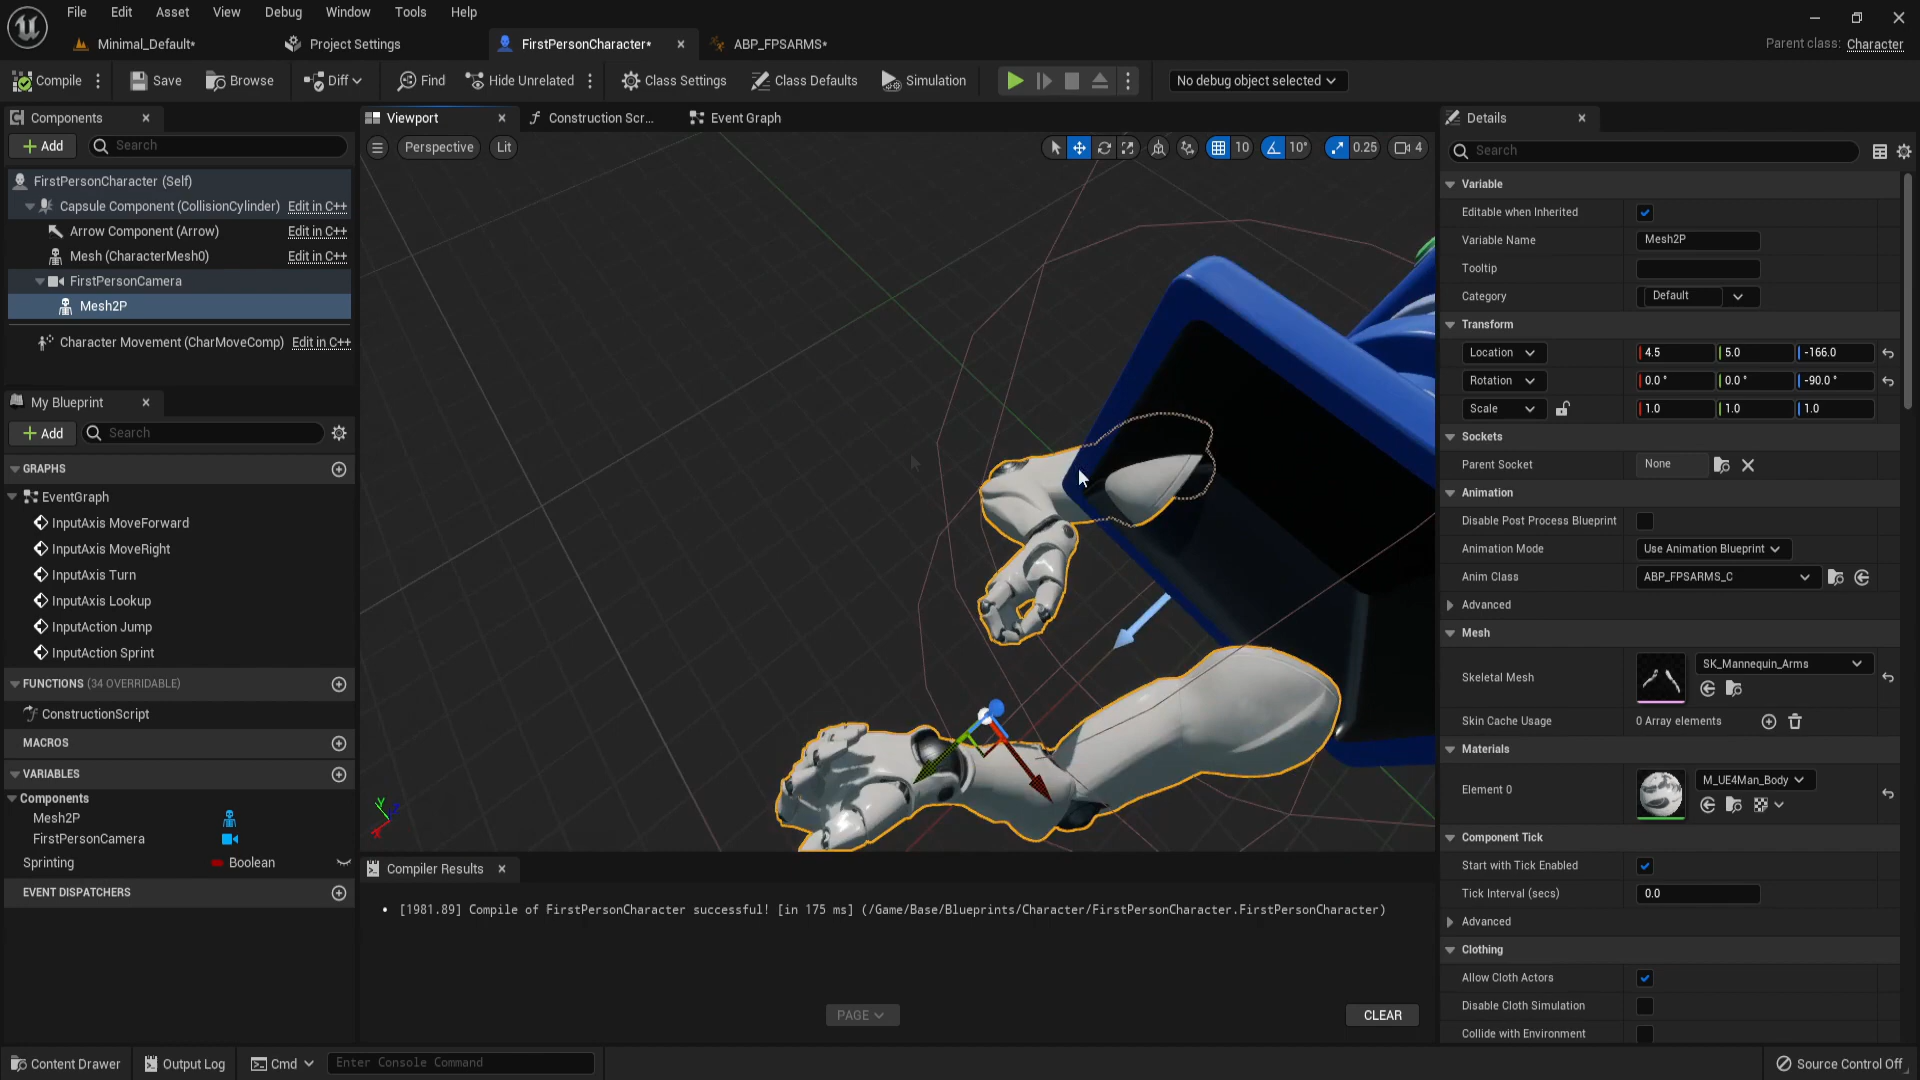 File Edit Asset View Debug Window Tools Help
Minimal_Default* Project Settings FirstPersonCharacter* ABP_FPSARMS*
Parent class: Character
Compile Save Browse Diff Find Hide Unrelated Class Settings Class Defaults Simulation No debug object selected
Components
Add Search
FirstPersonCharacter (Self)
Capsule Component (CollisionCylinder) Edit in C++
Arrow Component (Arrow) Edit in C++
Mesh (CharacterMesh0) Edit in C++
FirstPersonCamera
Mesh2P
Character Movement (CharMoveComp) Edit in C++
My Blueprint
Add Search
GRAPHS
EventGraph
InputAxis MoveForward
InputAxis MoveRight
InputAxis Turn
InputAxis Lookup
InputAction Jump
InputAction Sprint
FUNCTIONS (34 OVERRIDABLE)
ConstructionScript
MACROS
VARIABLES
Components
Mesh2P
FirstPersonCamera
Sprinting Boolean
EVENT DISPATCHERS
Viewport Construction Scr... Event Graph
Perspective Lit 10 10° 0.25 4
X Y Z
Compiler Results
[1981.89] Compile of FirstPersonCharacter successful! [in 175 ms] (/Game/Base/Blueprints/Character/FirstPersonCharacter.FirstPersonCharacter)
PAGE CLEAR
Details
Search
Variable
Editable when Inherited
Variable Name Mesh2P
Tooltip
Category Default
Transform
Location 4.5 5.0 -166.0
Rotation 0.0° 0.0° -90.0°
Scale 1.0 1.0 1.0
Sockets
Parent Socket None
Animation
Disable Post Process Blueprint
Animation Mode Use Animation Blueprint
Anim Class ABP_FPSARMS_C
Advanced
Mesh
Skeletal Mesh SK_Mannequin_Arms
Skin Cache Usage 0 Array elements
Materials
Element 0 M_UE4Man_Body
Component Tick
Start with Tick Enabled
Tick Interval (secs) 0.0
Advanced
Clothing
Allow Cloth Actors
Disable Cloth Simulation
Collide with Environment
Content Drawer Output Log Cmd Enter Console Command Source Control Off